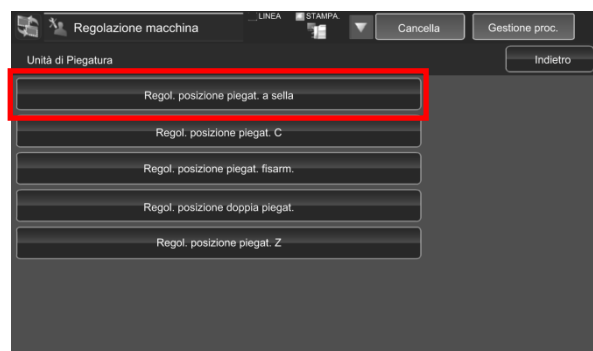 Regolazione macchina
LINEA
STAMPA.
Cancella
Gestione proc.
Unità di Piegatura
Indietro
Regol. posizione piegat. a sella
Regol. posizione piegat. C
Regol. posizione piegat. fisarm.
Regol. posizione doppia piegat.
Regol. posizione piegat. Z